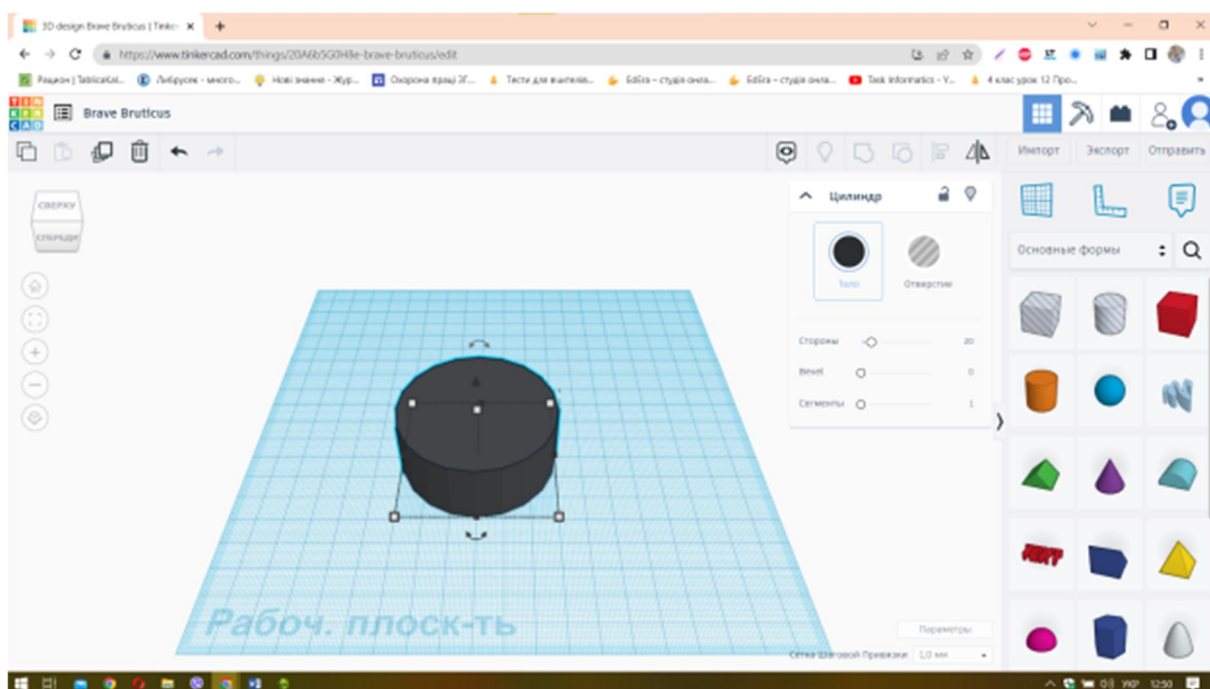 3D design Brave Bruticus | Tinker
https://www.tinkercad.com/things/20A6b5G0H8e-brave-bruticus/edit
Рацион | TablicaKal... Либрусек - много... Нові знання - Жур... Охорона праці ЗГ... Тести для вчителів... EdEra – студія онла... EdEra – студія онла... Task Informatics - Y... 4 клас урок 12 Про...
TINKERCAD
Brave Bruticus
Импорт Экспорт Отправить
СВЕРХУ
СПЕРЕДИ
Цилиндр
Тело Отверстие
Основные формы
Стороны 20
Bevel 0
Сегменты 1
TEXT
Рабоч. плоск-ть
Параметры
Сетка Шаговой Привязки 1,0 мм
УКР 12:50